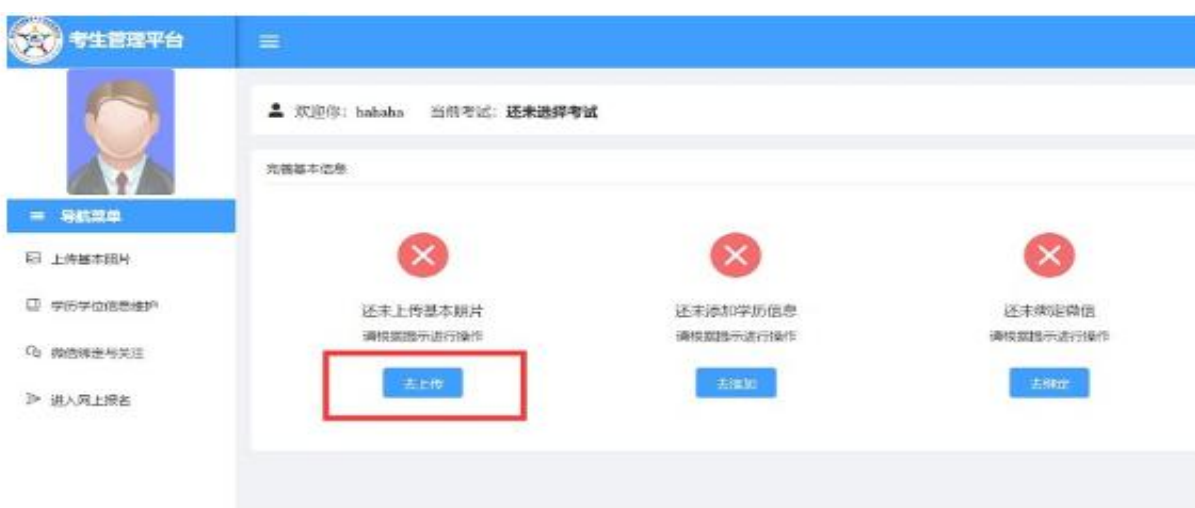 考生管理平台
欢迎你: hahaha 当前考试: 还未选择考试
完善基本信息
导航菜单
上传基本照片
学历学位信息维护
微信绑定与关注
进入网上报名
还未上传基本照片
请根据提示进行操作
去上传
还未添加学历信息
请根据提示进行操作
去添加
还未绑定微信
请根据提示进行操作
去绑定